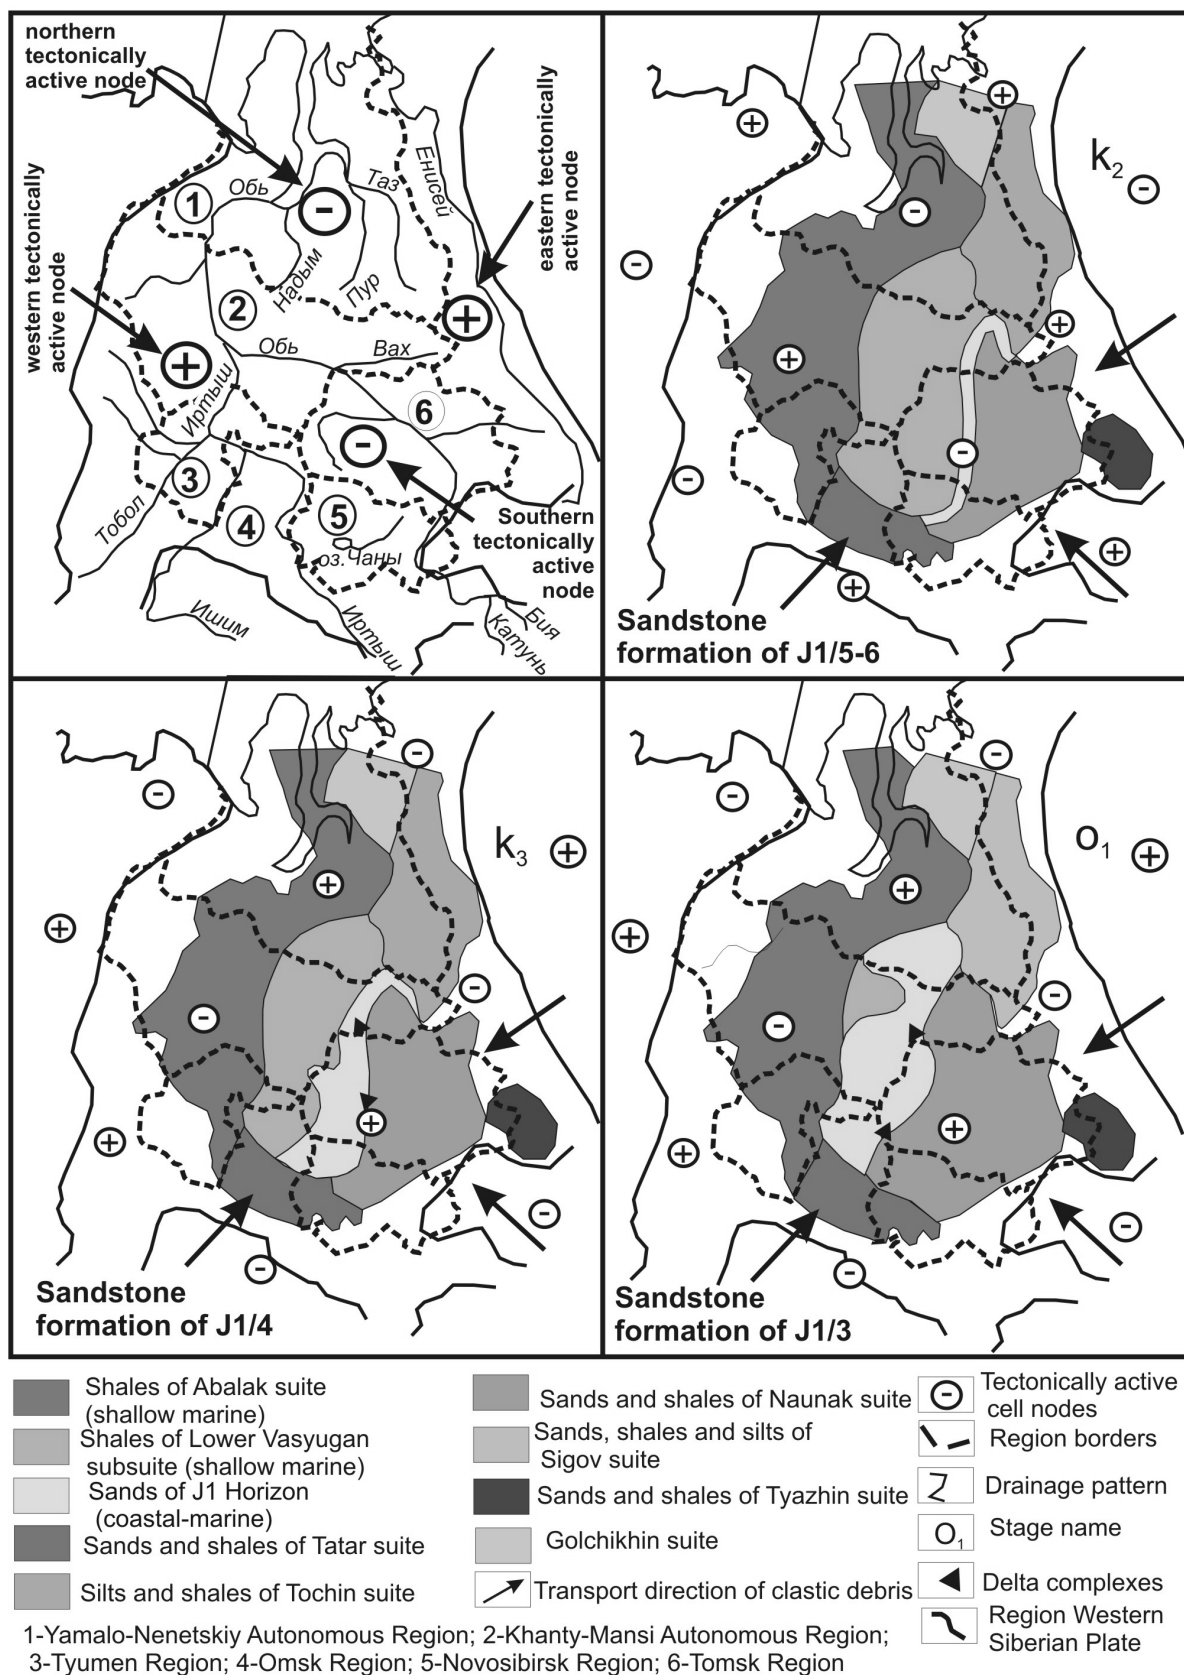 northern
tectonically
active node
western tectonically
active node
eastern tectonically
active node
1
Обь
Таз
Енисей
-
2
Надым
Пур
+
Обь
Вах
+
Иртыш
6
-
3
Тобол
4
5
оз.Чаны
Southern
tectonically
active
node
Ишим
Иртыш
Катунь
Бия
+
+
k2
-
-
-
+
+
-
-
+
+
Sandstone
formation of J1/5-6
-
-
k3
+
+
+
-
-
+
+
-
-
Sandstone
formation of J1/4
-
-
o1
+
+
+
-
-
+
+
-
-
Sandstone
formation of J1/3
Shales of Abalak suite
(shallow marine)
Shales of Lower Vasyugan
subsuite (shallow marine)
Sands of J1 Horizon
(coastal-marine)
Sands and shales of Tatar suite
Silts and shales of Tochin suite
Sands and shales of Naunak suite
Sands, shales and silts of
Sigov suite
Sands and shales of Tyazhin suite
Golchikhin suite
Transport direction of clastic debris
-
Tectonically active
cell nodes
Region borders
Drainage pattern
O1
Stage name
Delta complexes
Region Western
Siberian Plate
1-Yamalo-Nenetskiy Autonomous Region; 2-Khanty-Mansi Autonomous Region;
3-Tyumen Region; 4-Omsk Region; 5-Novosibirsk Region; 6-Tomsk Region